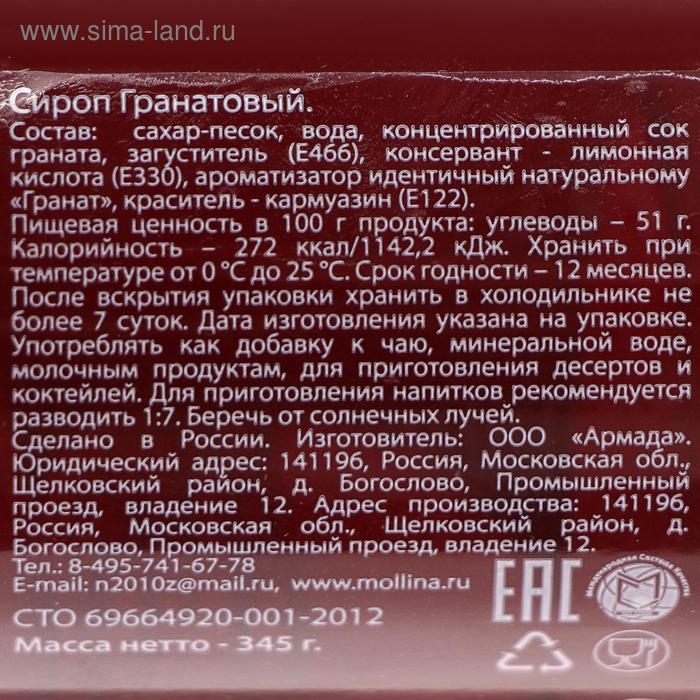 www.sima-land.ru
Сироп Гранатовый.
Состав: сахар-песок, вода, концентрированный сок
граната, загуститель (Е466), консервант - лимонная
кислота (Е330), ароматизатор идентичный натуральному
«Гранат», краситель - кармуазин (Е122).
Пищевая ценность в 100 г продукта: углеводы – 51 г.
Калорийность – 272 ккал/1142,2 кДж. Хранить при
температуре от 0 °С до 25 °С. Срок годности – 12 месяцев.
После вскрытия упаковки хранить в холодильнике не
более 7 суток. Дата изготовления указана на упаковке.
Употреблять как добавку к чаю, минеральной воде,
молочным продуктам, для приготовления десертов и
коктейлей. Для приготовления напитков рекомендуется
разводить 1:7. Беречь от солнечных лучей.
Сделано в России. Изготовитель: ООО «Армада».
Юридический адрес: 141196, Россия, Московская обл.,
Щелковский район, д. Богослово, Промышленный
проезд, владение 12. Адрес производства: 141196,
Россия, Московская обл., Щелковский район, д.
Богослово, Промышленный проезд, владение 12.
Тел.: 8-495-741-67-78
E-mail: n2010z@mail.ru, www.mollina.ru
СТО 69664920-001-2012
Масса нетто - 345 г.
EAC
Международная Система Качества